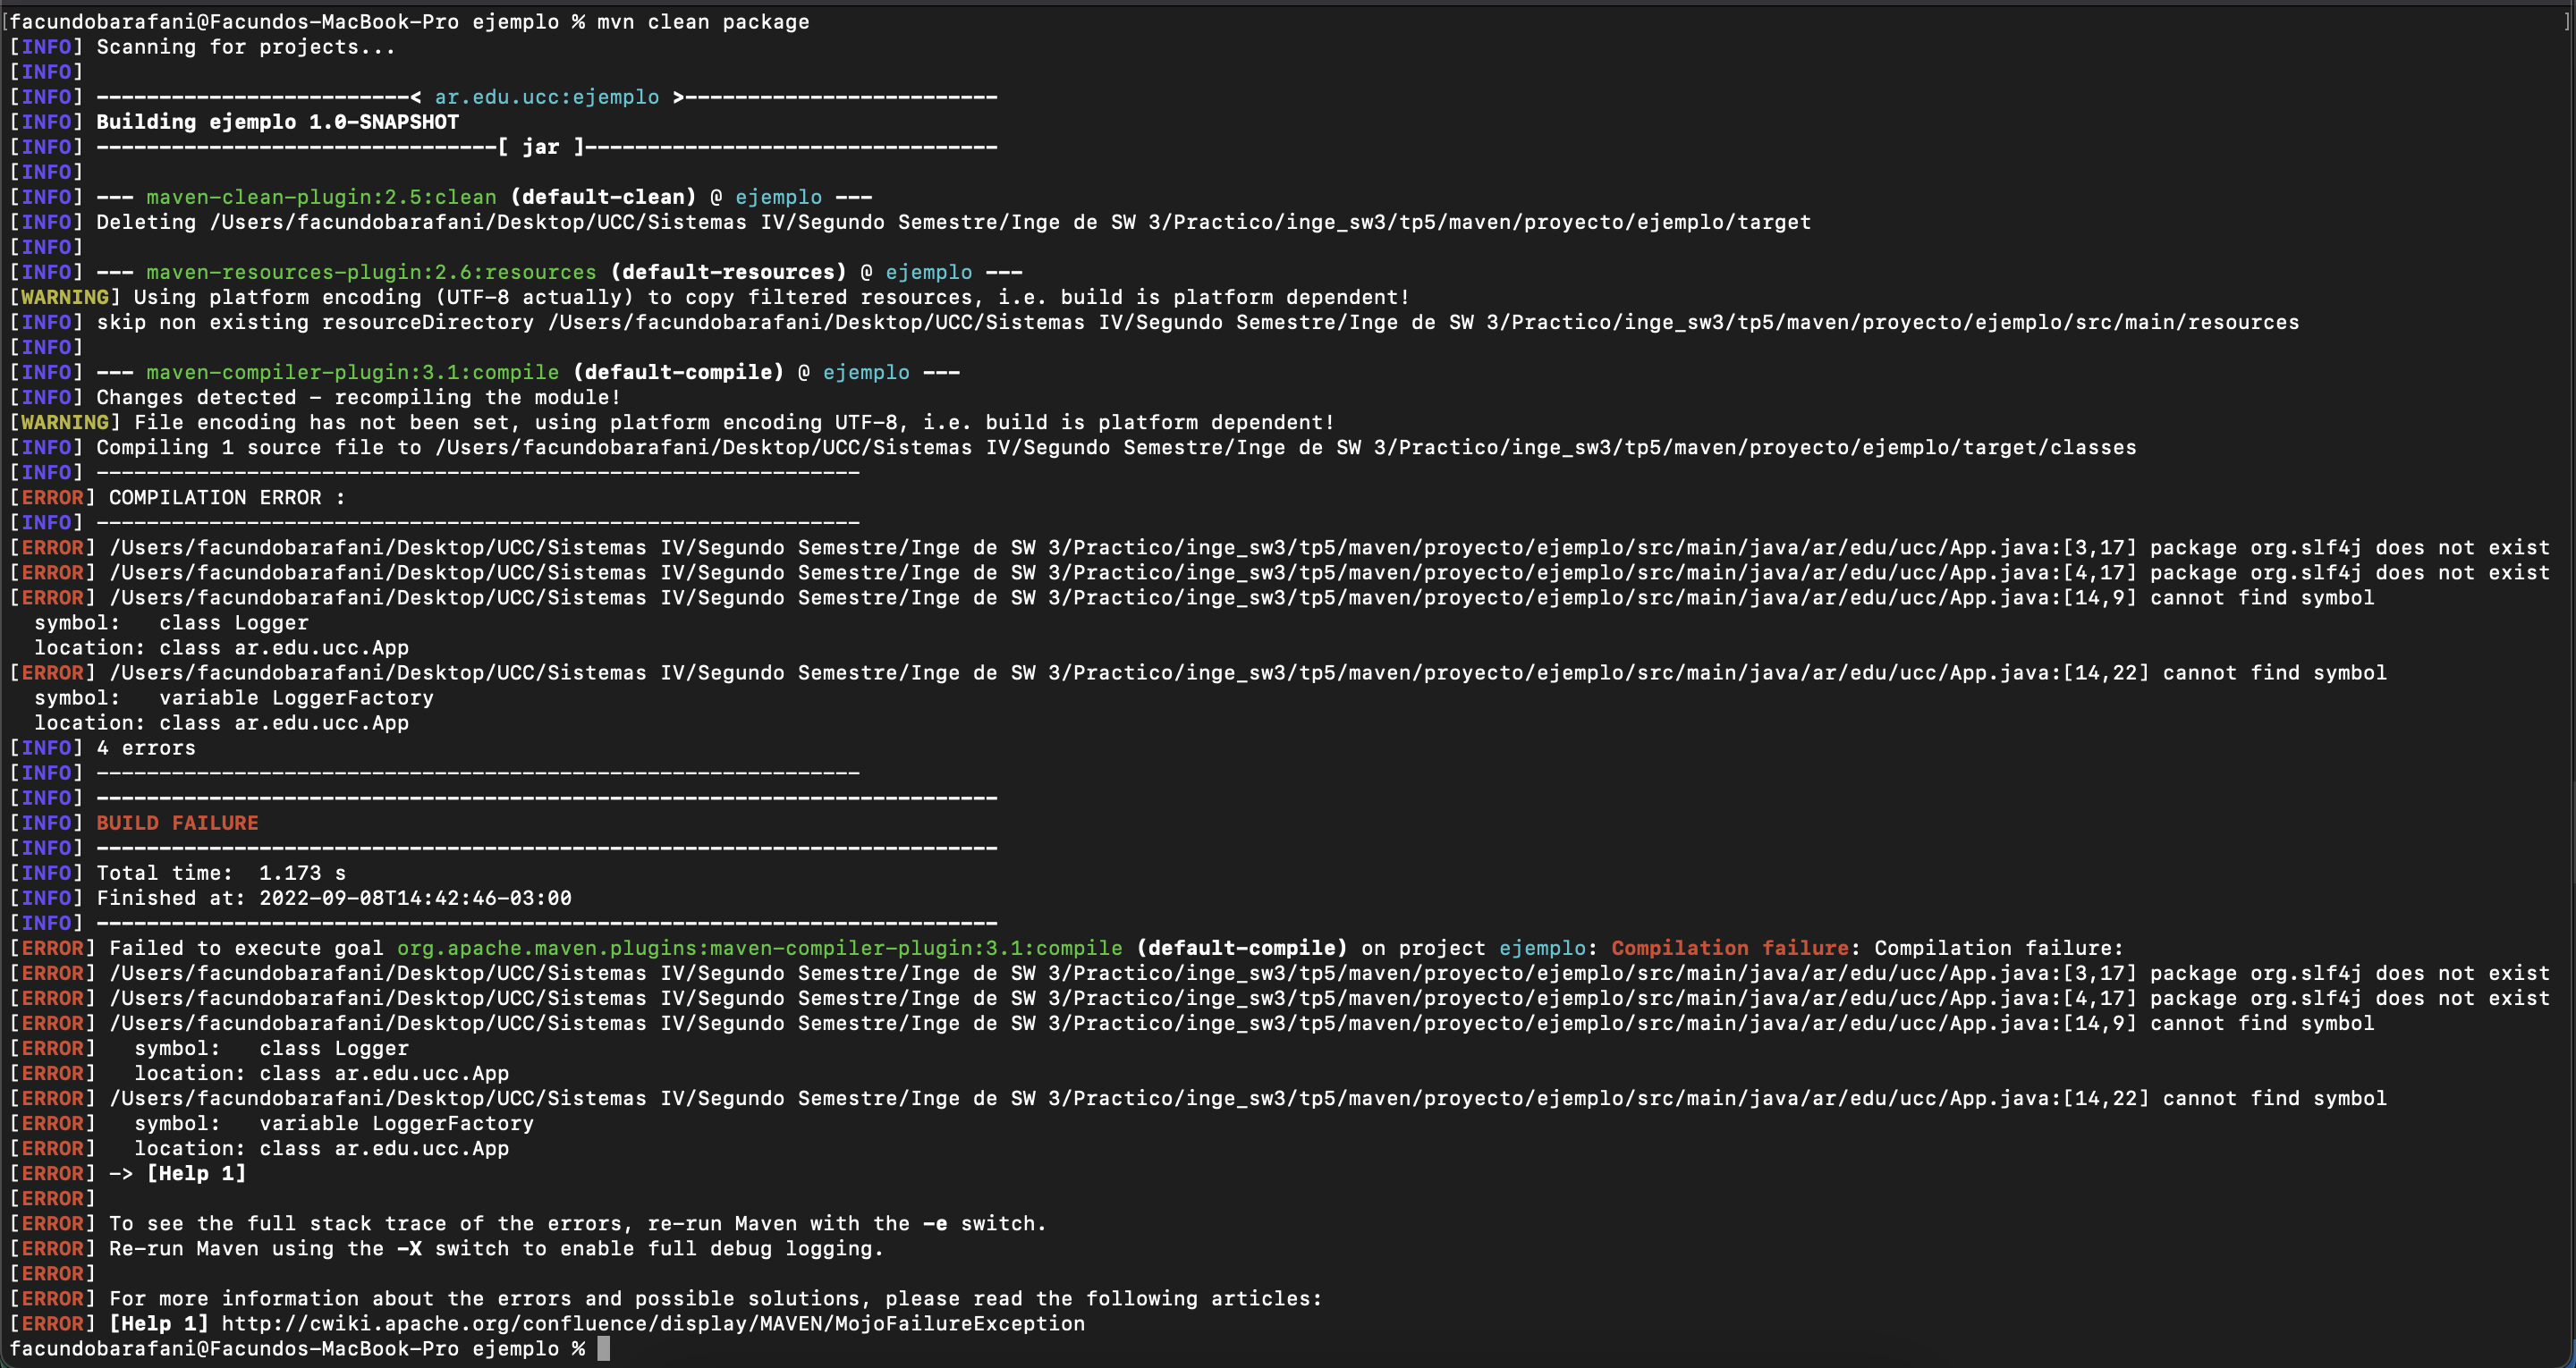 [facundobarafani@Facundos-MacBook-Pro ejemplo % mvn clean package ]
[INFO] Scanning for projects...
[INFO]
[INFO] -------------------------< ar.edu.ucc:ejemplo >-------------------------
[INFO] Building ejemplo 1.0-SNAPSHOT
[INFO] --------------------------------[ jar ]---------------------------------
[INFO]
[INFO] --- maven-clean-plugin:2.5:clean (default-clean) @ ejemplo ---
[INFO] Deleting /Users/facundobarafani/Desktop/UCC/Sistemas IV/Segundo Semestre/Inge de SW 3/Practico/inge_sw3/tp5/maven/proyecto/ejemplo/target
[INFO]
[INFO] --- maven-resources-plugin:2.6:resources (default-resources) @ ejemplo ---
[WARNING] Using platform encoding (UTF-8 actually) to copy filtered resources, i.e. build is platform dependent!
[INFO] skip non existing resourceDirectory /Users/facundobarafani/Desktop/UCC/Sistemas IV/Segundo Semestre/Inge de SW 3/Practico/inge_sw3/tp5/maven/proyecto/ejemplo/src/main/resources
[INFO]
[INFO] --- maven-compiler-plugin:3.1:compile (default-compile) @ ejemplo ---
[INFO] Changes detected - recompiling the module!
[WARNING] File encoding has not been set, using platform encoding UTF-8, i.e. build is platform dependent!
[INFO] Compiling 1 source file to /Users/facundobarafani/Desktop/UCC/Sistemas IV/Segundo Semestre/Inge de SW 3/Practico/inge_sw3/tp5/maven/proyecto/ejemplo/target/classes
[INFO] -------------------------------------------------------------
[ERROR] COMPILATION ERROR :
[INFO] -------------------------------------------------------------
[ERROR] /Users/facundobarafani/Desktop/UCC/Sistemas IV/Segundo Semestre/Inge de SW 3/Practico/inge_sw3/tp5/maven/proyecto/ejemplo/src/main/java/ar/edu/ucc/App.java:[3,17] package org.slf4j does not exist
[ERROR] /Users/facundobarafani/Desktop/UCC/Sistemas IV/Segundo Semestre/Inge de SW 3/Practico/inge_sw3/tp5/maven/proyecto/ejemplo/src/main/java/ar/edu/ucc/App.java:[4,17] package org.slf4j does not exist
[ERROR] /Users/facundobarafani/Desktop/UCC/Sistemas IV/Segundo Semestre/Inge de SW 3/Practico/inge_sw3/tp5/maven/proyecto/ejemplo/src/main/java/ar/edu/ucc/App.java:[14,9] cannot find symbol
  symbol:   class Logger
  location: class ar.edu.ucc.App
[ERROR] /Users/facundobarafani/Desktop/UCC/Sistemas IV/Segundo Semestre/Inge de SW 3/Practico/inge_sw3/tp5/maven/proyecto/ejemplo/src/main/java/ar/edu/ucc/App.java:[14,22] cannot find symbol
  symbol:   variable LoggerFactory
  location: class ar.edu.ucc.App
[INFO] 4 errors
[INFO] -------------------------------------------------------------
[INFO] ------------------------------------------------------------------------
[INFO] BUILD FAILURE
[INFO] ------------------------------------------------------------------------
[INFO] Total time:  1.173 s
[INFO] Finished at: 2022-09-08T14:42:46-03:00
[INFO] ------------------------------------------------------------------------
[ERROR] Failed to execute goal org.apache.maven.plugins:maven-compiler-plugin:3.1:compile (default-compile) on project ejemplo: Compilation failure: Compilation failure:
[ERROR] /Users/facundobarafani/Desktop/UCC/Sistemas IV/Segundo Semestre/Inge de SW 3/Practico/inge_sw3/tp5/maven/proyecto/ejemplo/src/main/java/ar/edu/ucc/App.java:[3,17] package org.slf4j does not exist
[ERROR] /Users/facundobarafani/Desktop/UCC/Sistemas IV/Segundo Semestre/Inge de SW 3/Practico/inge_sw3/tp5/maven/proyecto/ejemplo/src/main/java/ar/edu/ucc/App.java:[4,17] package org.slf4j does not exist
[ERROR] /Users/facundobarafani/Desktop/UCC/Sistemas IV/Segundo Semestre/Inge de SW 3/Practico/inge_sw3/tp5/maven/proyecto/ejemplo/src/main/java/ar/edu/ucc/App.java:[14,9] cannot find symbol
[ERROR]   symbol:   class Logger
[ERROR]   location: class ar.edu.ucc.App
[ERROR] /Users/facundobarafani/Desktop/UCC/Sistemas IV/Segundo Semestre/Inge de SW 3/Practico/inge_sw3/tp5/maven/proyecto/ejemplo/src/main/java/ar/edu/ucc/App.java:[14,22] cannot find symbol
[ERROR]   symbol:   variable LoggerFactory
[ERROR]   location: class ar.edu.ucc.App
[ERROR] -> [Help 1]
[ERROR]
[ERROR] To see the full stack trace of the errors, re-run Maven with the -e switch.
[ERROR] Re-run Maven using the -X switch to enable full debug logging.
[ERROR]
[ERROR] For more information about the errors and possible solutions, please read the following articles:
[ERROR] [Help 1] http://cwiki.apache.org/confluence/display/MAVEN/MojoFailureException
facundobarafani@Facundos-MacBook-Pro ejemplo %